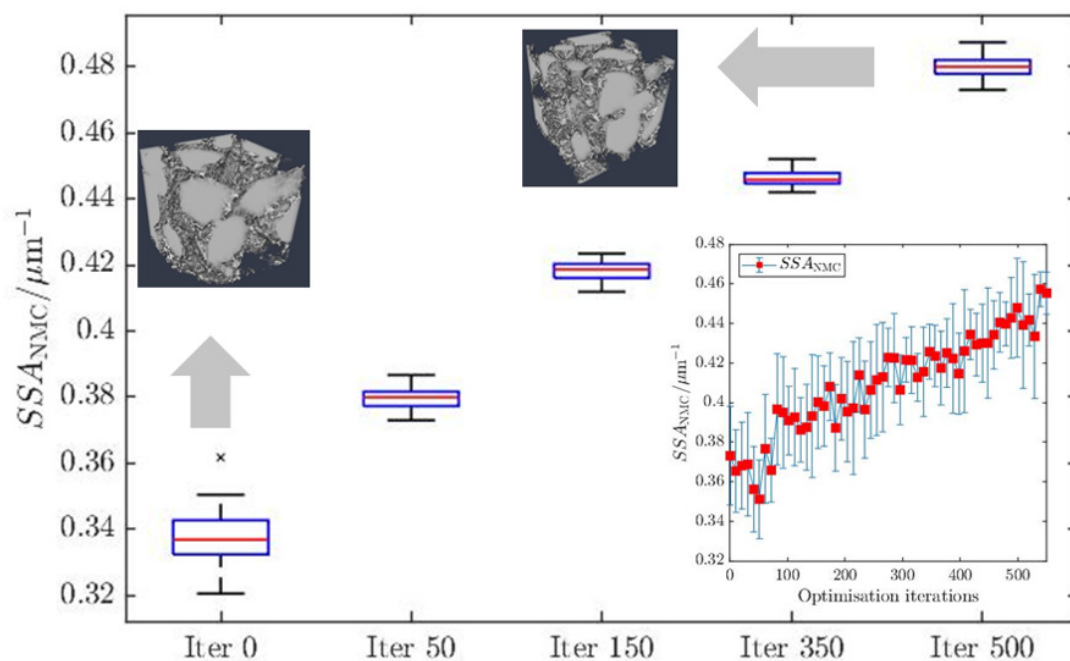 SSA_NMC/μm⁻¹
0.48
0.46
0.44
0.42
0.4
0.38
0.36
0.34
0.32
Iter 0
Iter 50
Iter 150
Iter 350
Iter 500
SSA_NMC
SSA_NMC/μm⁻¹
0.48
0.46
0.44
0.42
0.4
0.38
0.36
0.34
0.32
0 100 200 300 400 500
Optimisation iterations